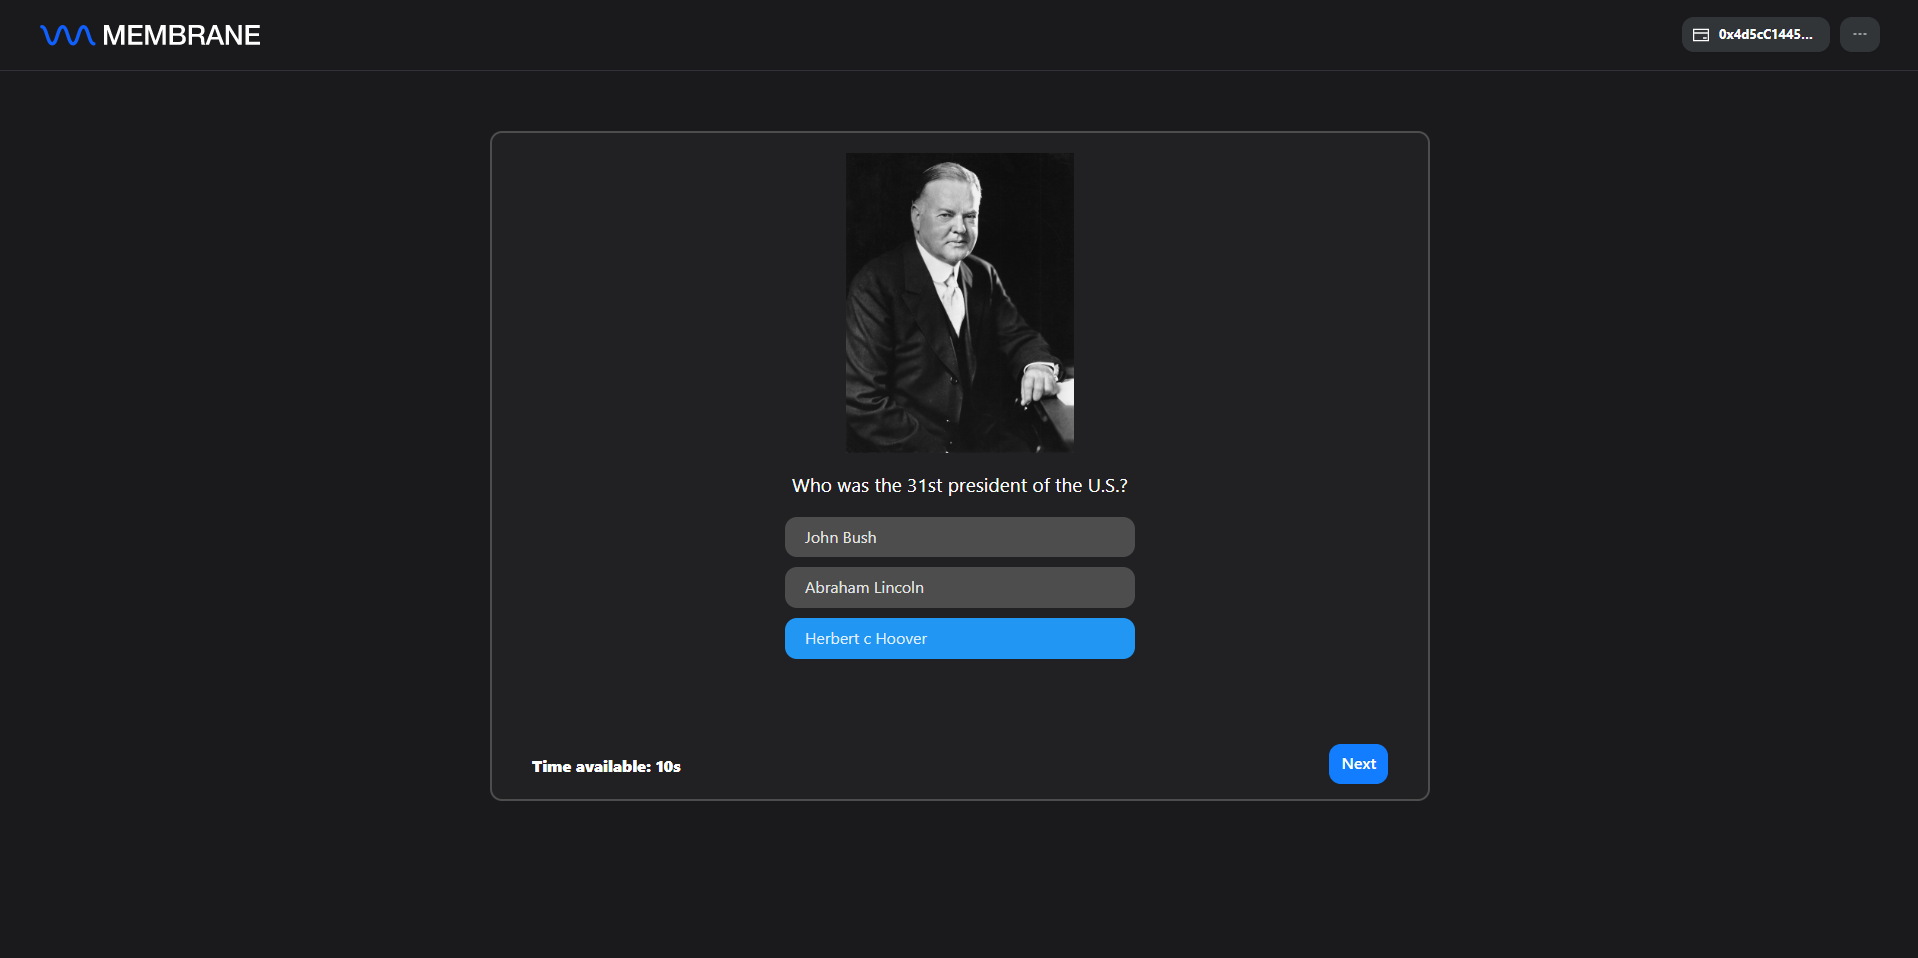 MEMBRANE
0x4d5cC1445...
...
Who was the 31st president of the U.S.?
John Bush
Abraham Lincoln
Herbert c Hoover
Time available: 10s
Next